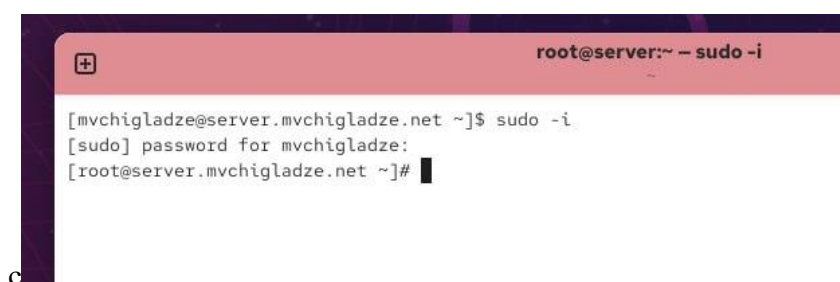 root@server:~ — sudo -i
~
[mvchigladze@server.mvchigladze.net ~]$ sudo -i
[sudo] password for mvchigladze:
[root@server.mvchigladze.net ~]#
с